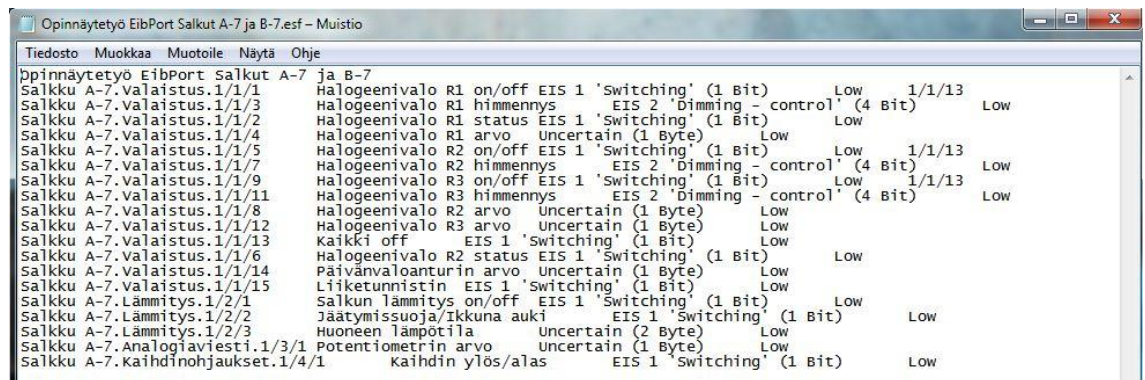 Opinnäytetyö EibPort Salkut A-7 ja B-7.esf – Muistio
Tiedosto Muokkaa Muotoile Näytä Ohje
Opinnäytetyö EibPort Salkut A-7 ja B-7
Salkku A-7.Valaistus.1/1/1 Halogeenivalo R1 on/off EIS 1 'Switching' (1 Bit) Low 1/1/13
Salkku A-7.Valaistus.1/1/3 Halogeenivalo R1 himmennys EIS 2 'Dimming - control' (4 Bit) Low
Salkku A-7.Valaistus.1/1/2 Halogeenivalo R1 status EIS 1 'Switching' (1 Bit) Low
Salkku A-7.Valaistus.1/1/4 Halogeenivalo R1 arvo Uncertain (1 Byte) Low
Salkku A-7.Valaistus.1/1/5 Halogeenivalo R2 on/off EIS 1 'Switching' (1 Bit) Low 1/1/13
Salkku A-7.Valaistus.1/1/7 Halogeenivalo R2 himmennys EIS 2 'Dimming - control' (4 Bit) Low
Salkku A-7.Valaistus.1/1/9 Halogeenivalo R3 on/off EIS 1 'Switching' (1 Bit) Low 1/1/13
Salkku A-7.Valaistus.1/1/11 Halogeenivalo R3 himmennys EIS 2 'Dimming - control' (4 Bit) Low
Salkku A-7.Valaistus.1/1/8 Halogeenivalo R2 arvo Uncertain (1 Byte) Low
Salkku A-7.Valaistus.1/1/12 Halogeenivalo R3 arvo Uncertain (1 Byte) Low
Salkku A-7.Valaistus.1/1/13 Kaikki off EIS 1 'Switching' (1 Bit) Low
Salkku A-7.Valaistus.1/1/6 Halogeenivalo R2 status EIS 1 'Switching' (1 Bit) Low
Salkku A-7.Valaistus.1/1/14 Päivänvaloanturin arvo Uncertain (1 Byte) Low
Salkku A-7.Valaistus.1/1/15 Liiketunnistin EIS 1 'Switching' (1 Bit) Low
Salkku A-7.Lämmitys.1/2/1 Salkun lämmitys on/off EIS 1 'Switching' (1 Bit) Low
Salkku A-7.Lämmitys.1/2/2 Jäätymissuoja/Ikkuna auki EIS 1 'Switching' (1 Bit) Low
Salkku A-7.Lämmitys.1/2/3 Huoneen lämpötila Uncertain (2 Byte) Low
Salkku A-7.Analogiaviesti.1/3/1 Potentiometrin arvo Uncertain (1 Byte) Low
Salkku A-7.Kaihdinohjaukset.1/4/1 Kaihdin ylös/alas EIS 1 'Switching' (1 Bit) Low